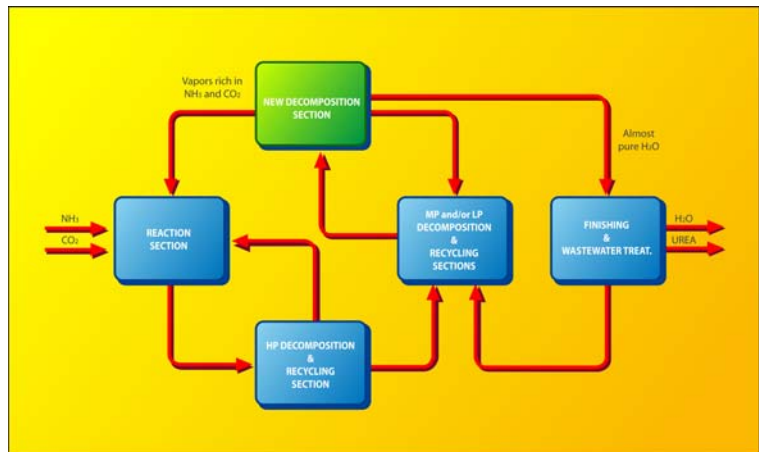 Vapors rich in
NH₃ and CO₂
NEW DECOMPOSITION
SECTION
Almost
pure H₂O
NH₃
CO₂
REACTION
SECTION
MP and/or LP
DECOMPOSITION
&
RECYCLING
SECTIONS
FINISHING
&
WASTEWATER TREAT.
H₂O
UREA
HP DECOMPOSITION
&
RECYCLING
SECTION